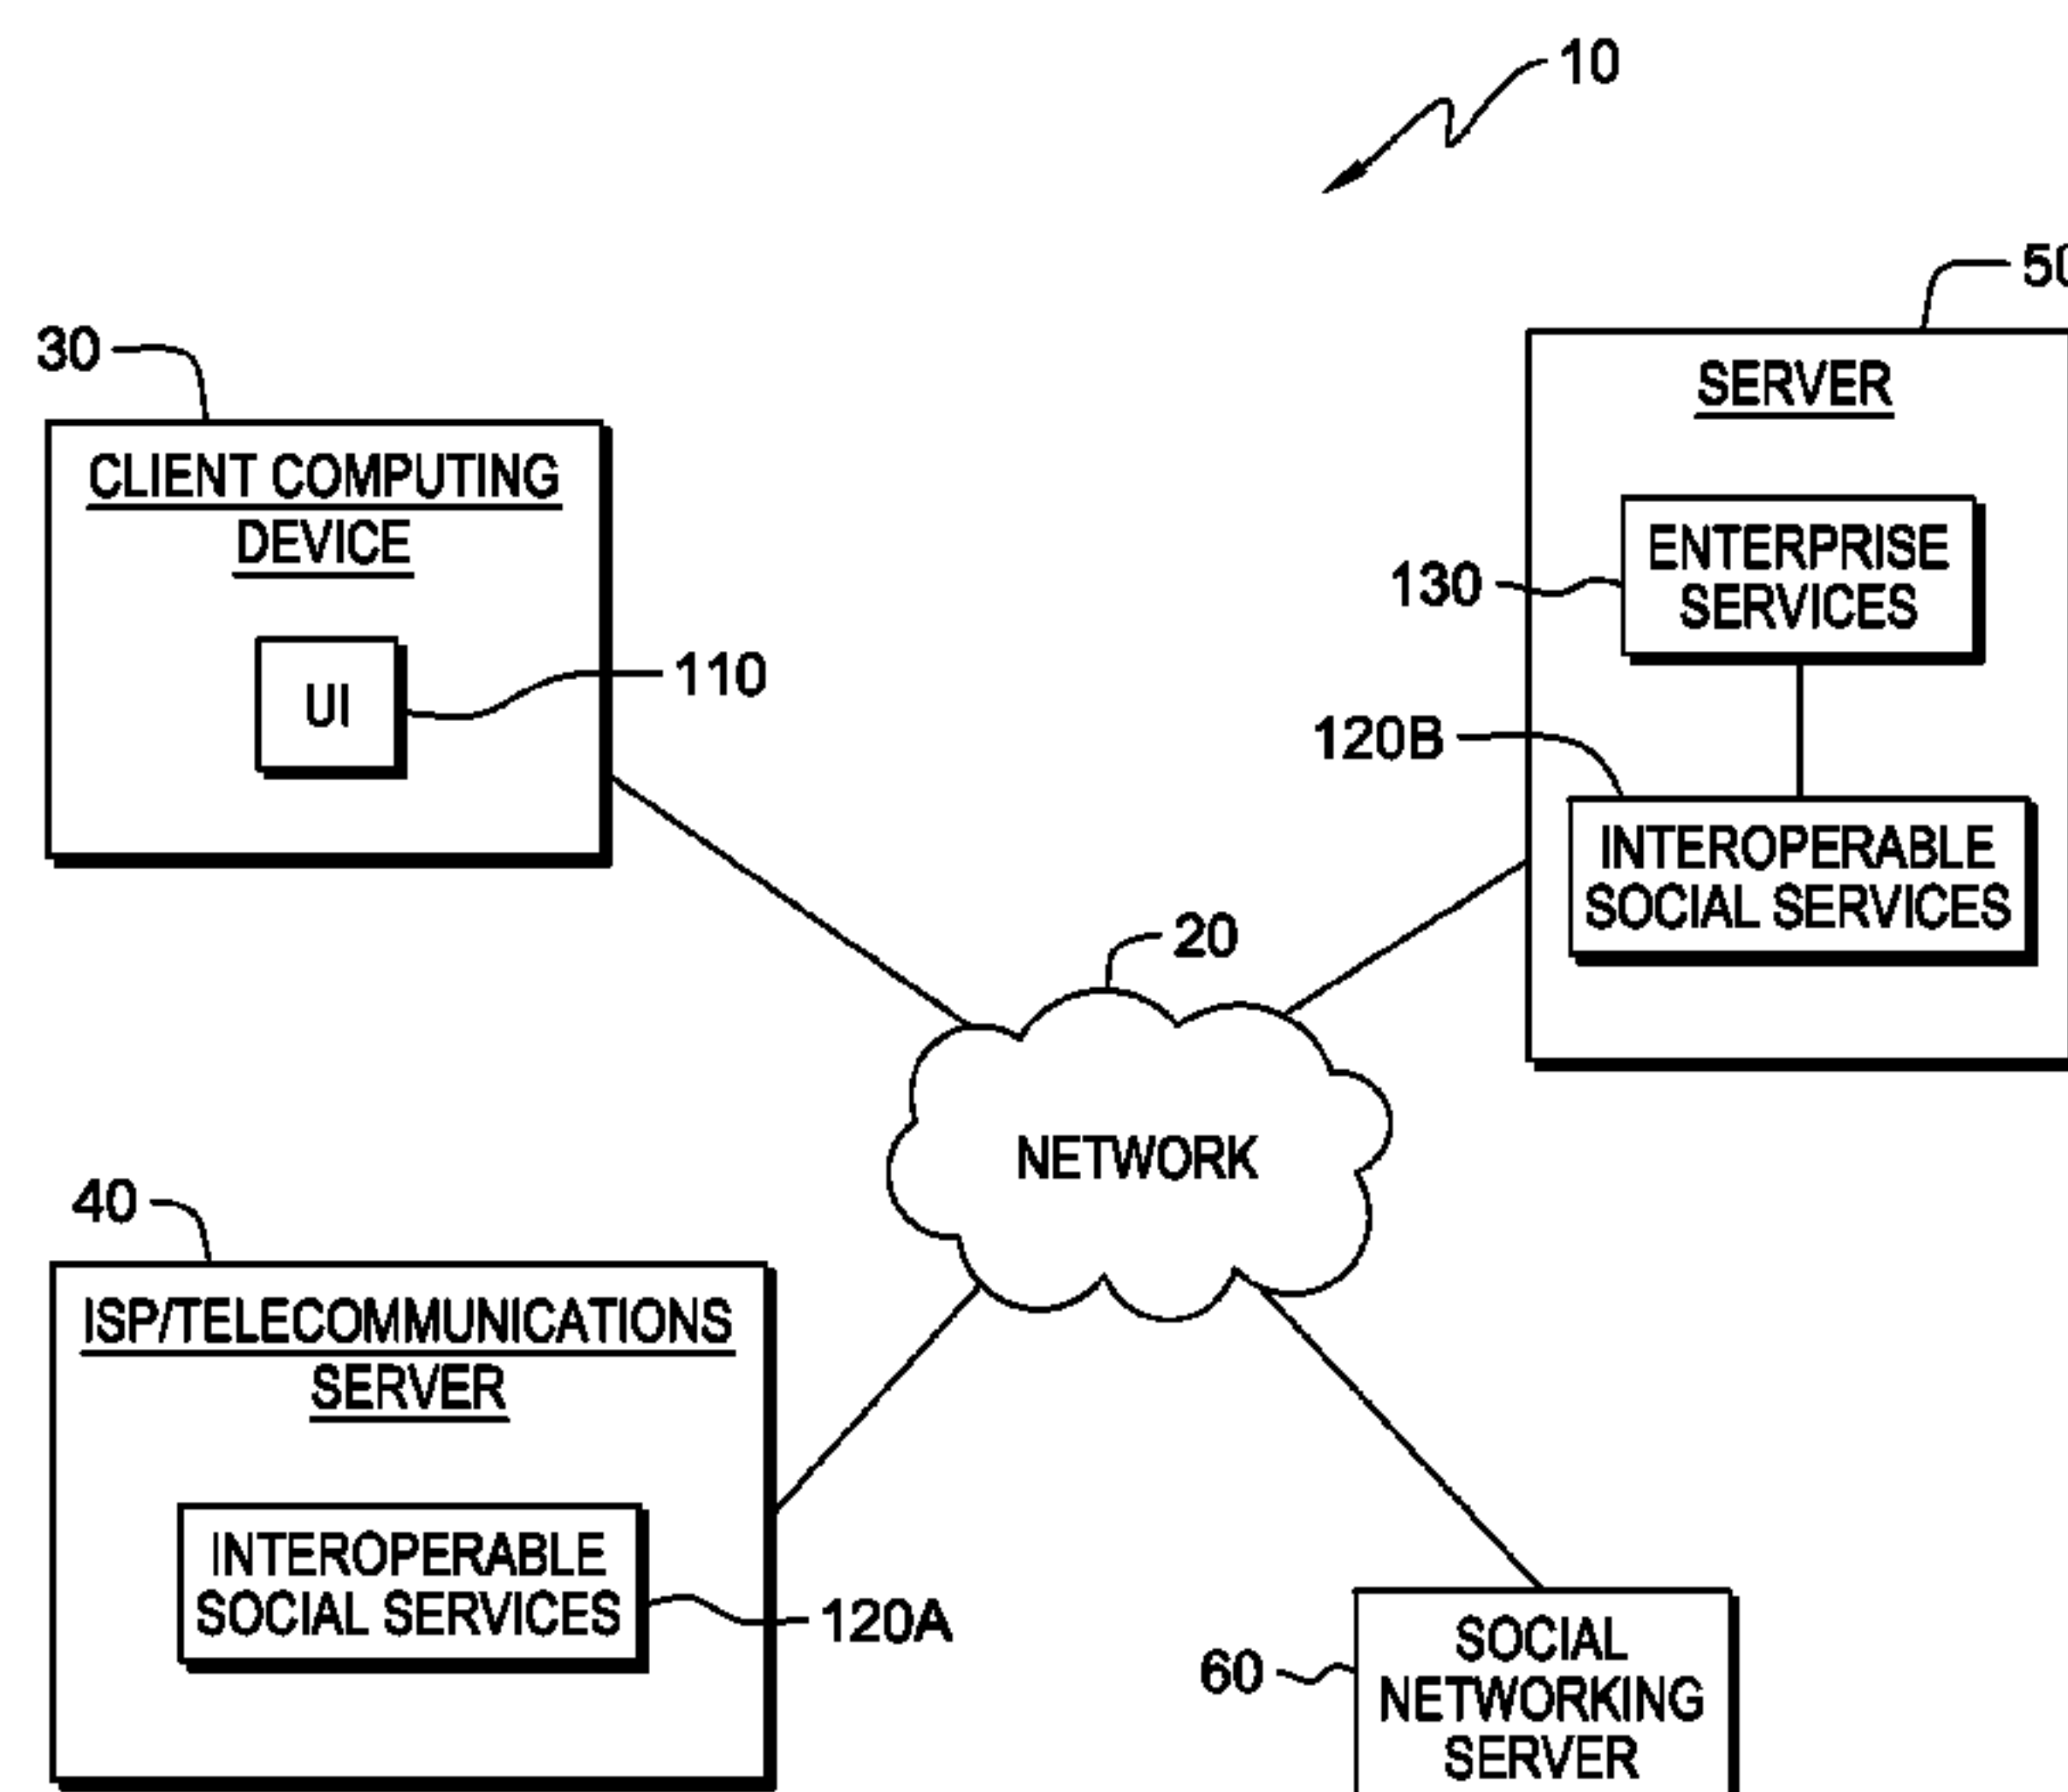 10
50
30
SERVER
CLIENT COMPUTING
DEVICE
ENTERPRISE
SERVICES
130
UI
110
120B
INTEROPERABLE
SOCIAL SERVICES
20
NETWORK
40
ISP/TELECOMMUNICATIONS
SERVER
INTEROPERABLE
SOCIAL SERVICES
120A
60
SOCIAL
NETWORKING
SERVER